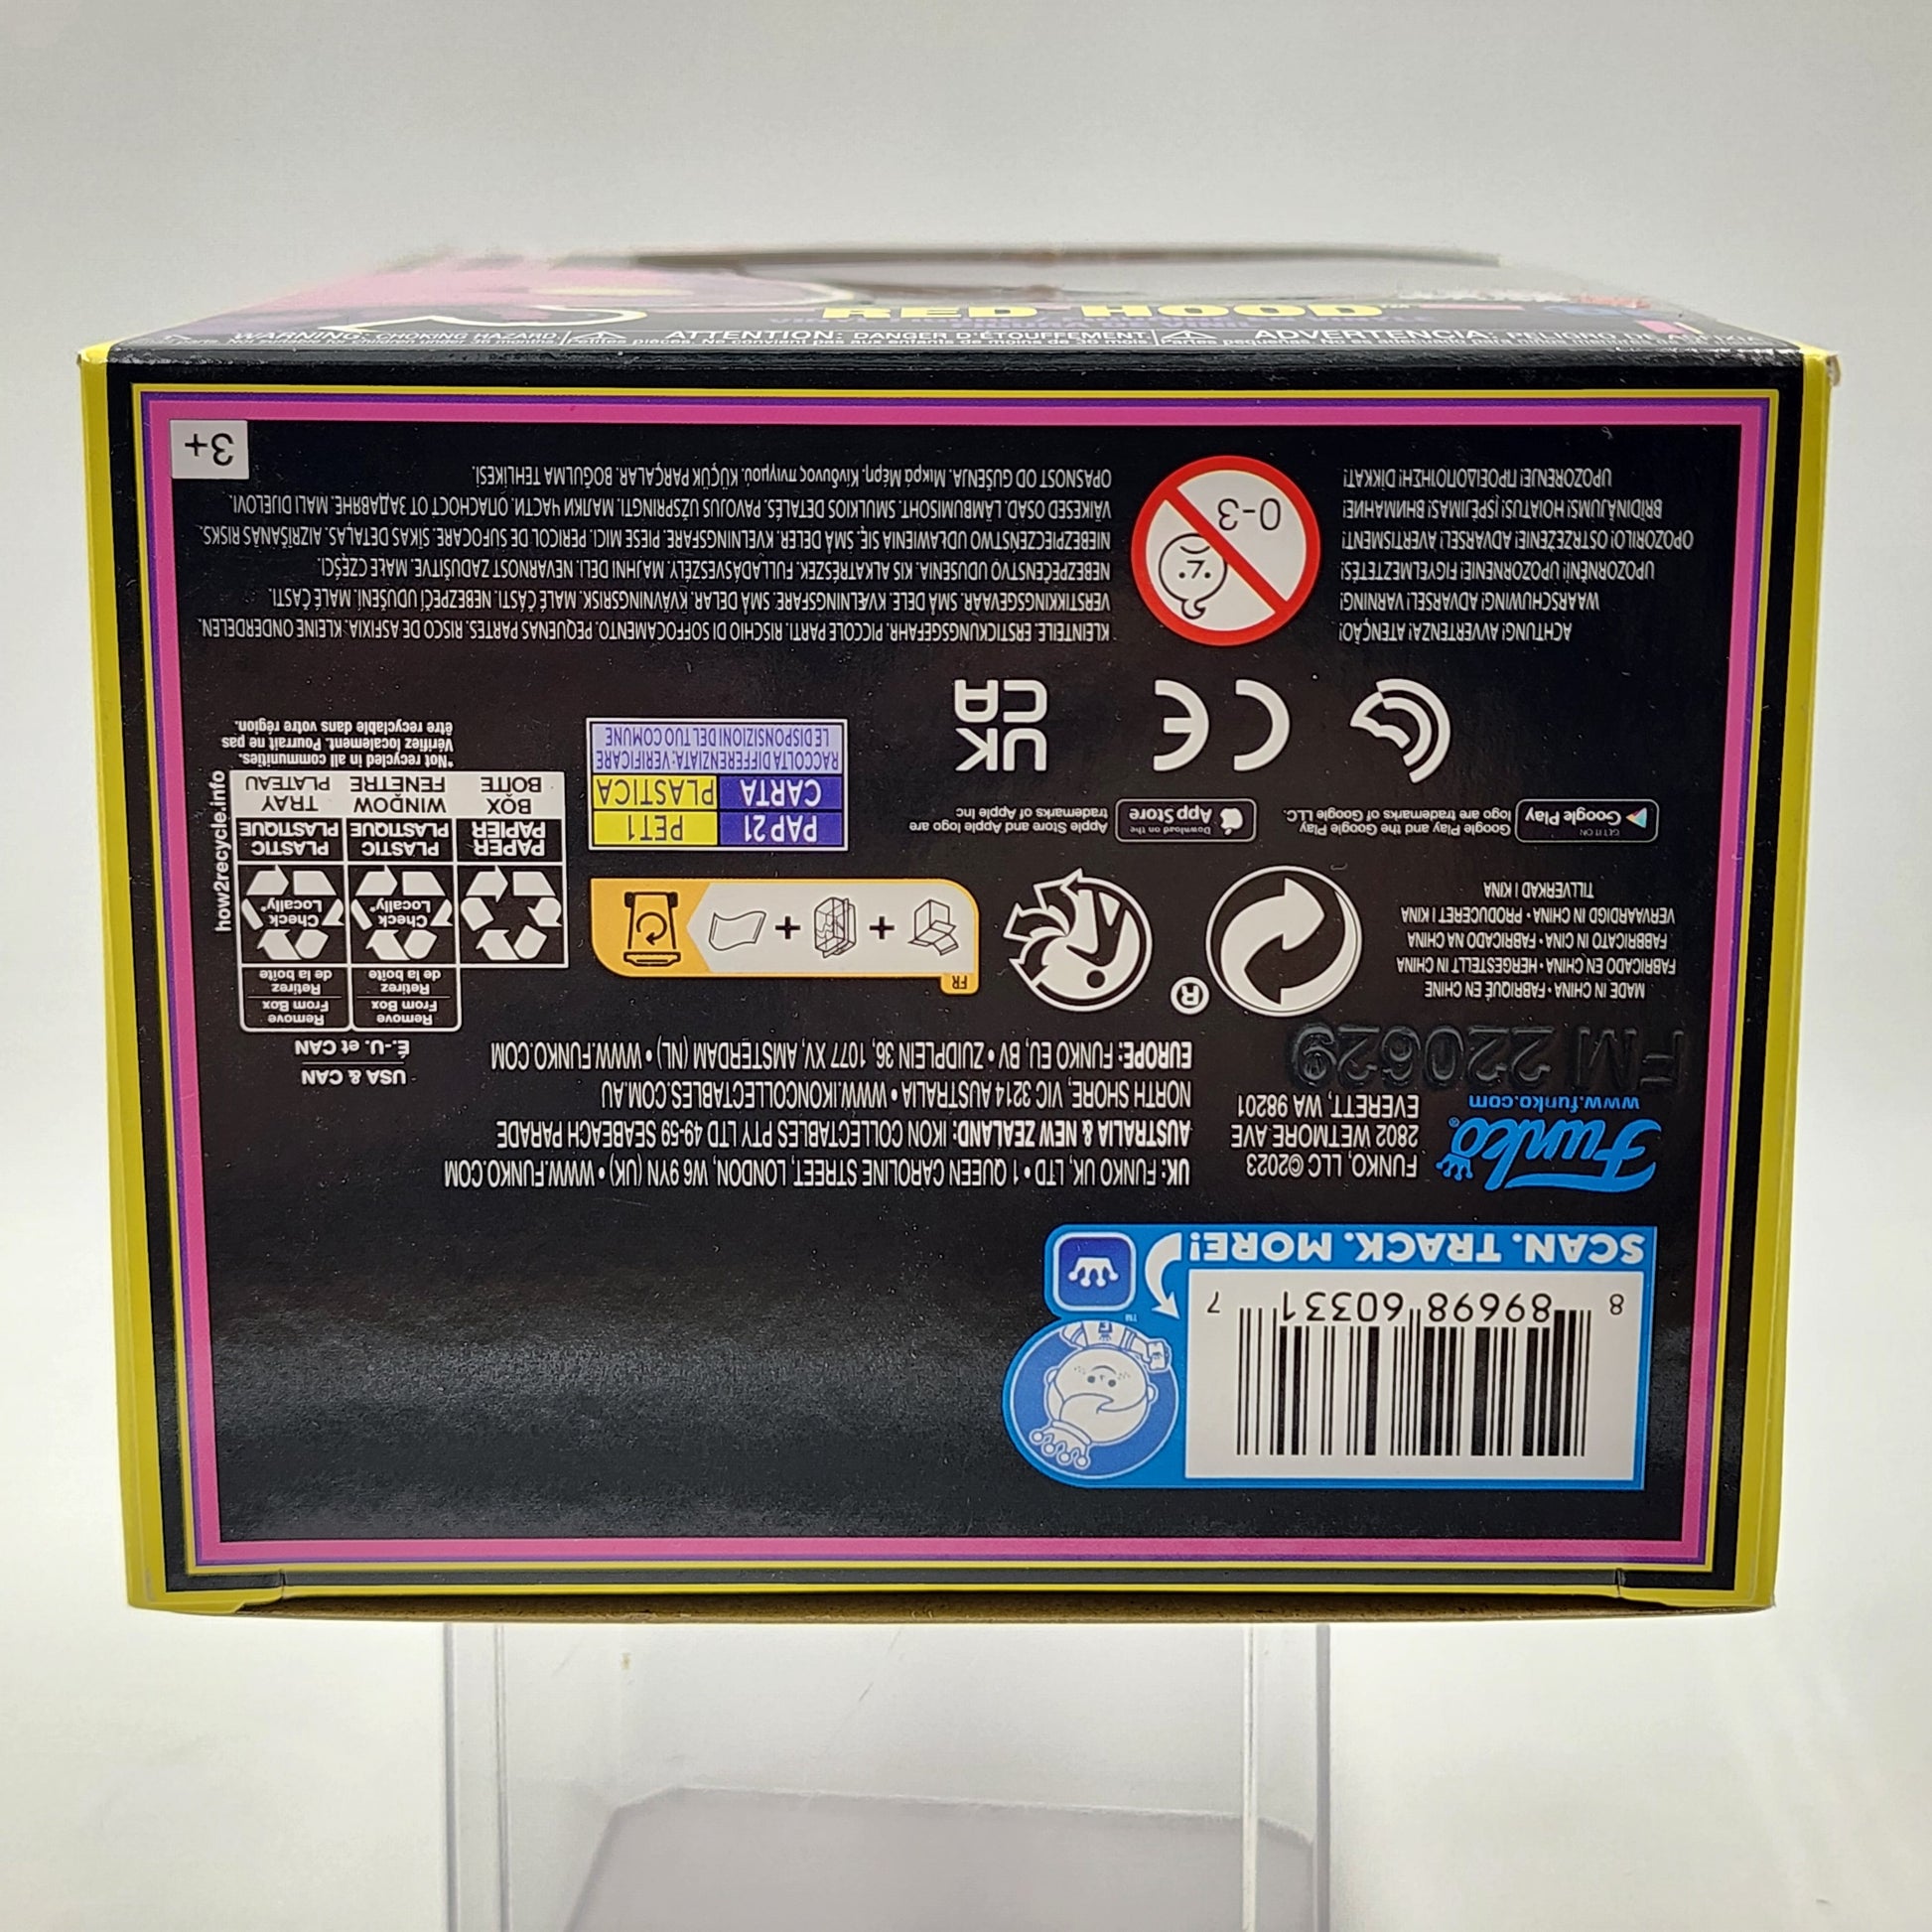 RED HOOD™
WARNING: CHOKING HAZARD
ATTENTION: DANGER D'ÉTOUFFEMENT
ADVERTENCIA: PELIGRO DE
SCAN. TRACK. MORE!
8 89698 60331 7
Funko®
www.funko.com
FUNKO, LLC ©2023
2802 WETMORE AVE
EVERETT, WA 98201
FM 220629
UK: FUNKO UK, LTD • 1 QUEEN CAROLINE STREET, LONDON, W6 9YN (UK) • WWW.FUNKO.COM
AUSTRALIA & NEW ZEALAND: IKON COLLECTABLES PTY LTD 49-59 SEABEACH PARADE
NORTH SHORE, VIC 3214 AUSTRALIA • WWW.IKONCOLLECTABLES.COM.AU
EUROPE: FUNKO EU, BV • ZUIDPLEIN 36, 1077 XV, AMSTERDAM (NL) • WWW.FUNKO.COM
USA & CAN
É.-U. et CAN
MADE IN CHINA • FABRIQUÉ EN CHINE
FABRICADO EN CHINA • HERGESTELLT IN CHINA
FABBRICATO IN CINA • FABRICADO NA CHINA
VERVAARDIGD IN CHINA • PRODUCERET I KINA
TILLVERKAD I KINA
®
FR
Remove From Box
Retirez de la boîte
Remove From Box
Retirez de la boîte
Check Locally*
Check Locally*
PAPER
PAPIER
PLASTIC
PLASTIQUE
PLASTIC
PLASTIQUE
BOX
BOÎTE
WINDOW
FENÊTRE
TRAY
PLATEAU
how2recycle.info
*Not recycled in all communities.
Vérifiez localement. Pourrait ne pas
être recyclable dans votre région.
GET IT ON
Google Play
Google Play and the Google Play
logo are trademarks of Google LLC.
Download on the
App Store
Apple Store and Apple logo are
trademarks of Apple Inc
PAP 21 PET 1
CARTA PLASTICA
RACCOLTA DIFFERENZIATA: VERIFICARE
LE DISPONSIZIONI DEL TUO COMUNE
CE
UK
CA
ACHTUNG! AVVERTENZA! ATENÇÃO!
WAARSCHUWING! ADVARSEL! VARNING!
UPOZORNĚNÍ! UPOZORNENIE! FIGYELMEZTETÉS!
OPOZORILO! OSTRZEŻENIE! ADVARSEL! AVERTISMENT!
BRĪDINĀJUMS! HOIATUS! ĮSPĖJIMAS! ВНИМАНИЕ!
UPOZORENJE! ΠΡΟΕΙΔΟΠΟΙΗΣΗ! DİKKAT!
0-3
KLEINTEILE. ERSTICKUNGSGEFAHR. PICCOLE PARTI. RISCHIO DI SOFFOCAMENTO. PEQUENAS PARTES. RISCO DE ASFIXIA. KLEINE ONDERDELEN.
VERSTIKKINGSGEVAAR. SMÅ DELE. KVÆLNINGSFARE. SMÅ DELAR. KVÄVNINGSRISK. MALÉ ČÁSTI. NEBEZPEČÍ UDUŠENÍ. MALÉ ČASTI.
NEBEZPEČENSTVO UDUSENIA. KIS ALKATRÉSZEK. FULLADÁSVESZÉLY. MAJHNI DELI. NEVARNOST ZADUŠITVE. MAŁE CZĘŚCI.
NIEBEZPIECZEŃSTWO UDŁAWIENIA SIĘ. SMÅ DELER. KVELNINGSFARE. PIESE MICI. PERICOL DE SUFOCARE. SĪKAS DETAĻAS. AIZRĪŠANĀS RISKS.
VÄIKESED OSAD. LÄMBUMISOHT. SMULKIOS DETALĖS. PAVOJUS UŽSPRINGTI. МАЛКИ ЧАСТИ. ОПАСНОСТ ОТ ЗАДАВЯНЕ. MALI DIJELOVI.
OPASNOST OD GUŠENJA. Μικρά Μέρη. Κίνδυνος πνιγμού. KÜÇÜK PARÇALAR. BOĞULMA TEHLİKESİ.
3+